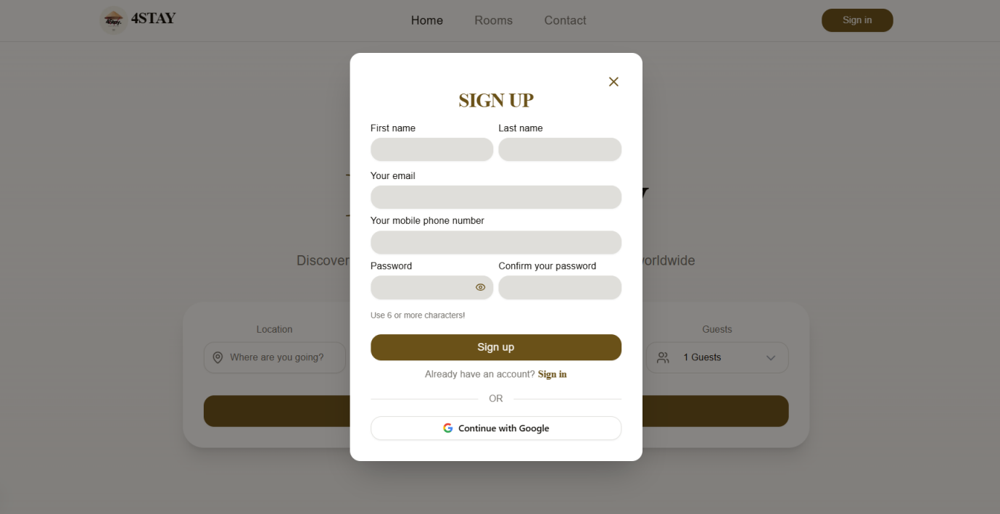 4STAY
Home Rooms Contact
Sign in
SIGN UP
First name Last name
Your email
Your mobile phone number
Discover
worldwide
Password Confirm your password
Use 6 or more characters!
Location
Guests
Where are you going?
1 Guests
Sign up
Already have an account? Sign in
OR
Continue with Google